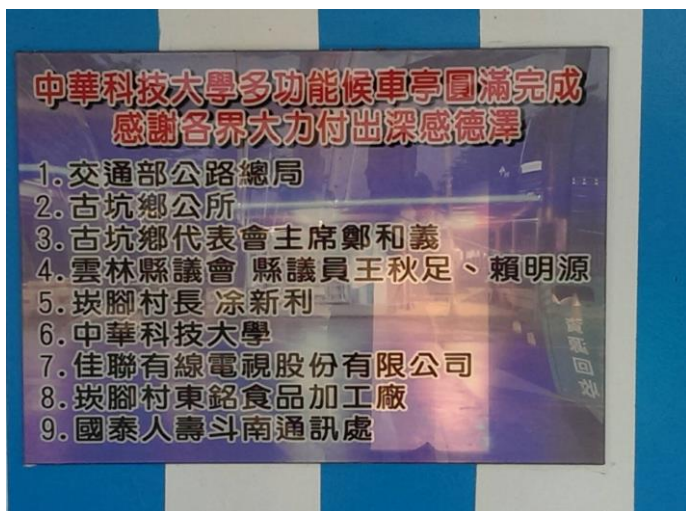 中華科技大學多功能候車亭圓滿完成
感謝各界大力付出深感德澤
1.交通部公路總局
2.古坑鄉公所
3.古坑鄉代表會主席鄭和義
4.雲林縣議會 縣議員王秋足、賴明源
5.崁腳村長 凃新利
6.中華科技大學
7.佳聯有線電視股份有限公司
8.崁腳村東銘食品加工廠
9.國泰人壽斗南通訊處
資源回收